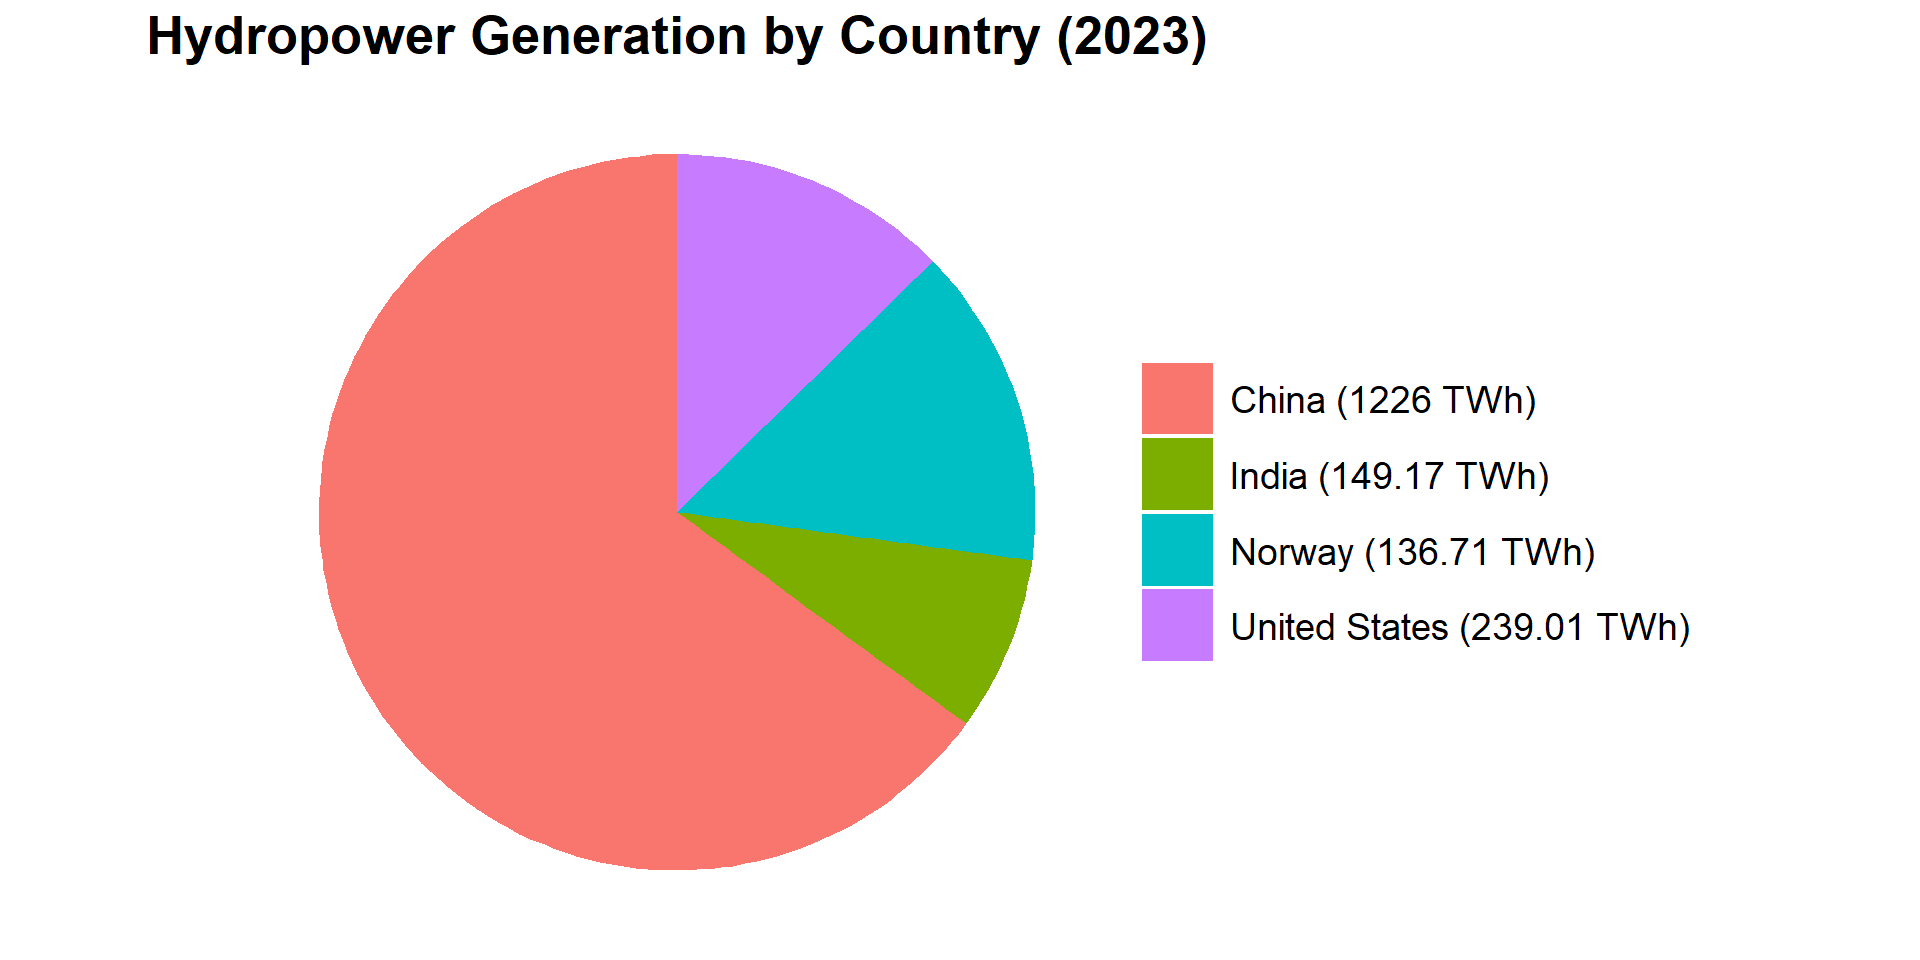 Hydropower Generation by Country (2023)
China (1226 TWh)
India (149.17 TWh)
Norway (136.71 TWh)
United States (239.01 TWh)